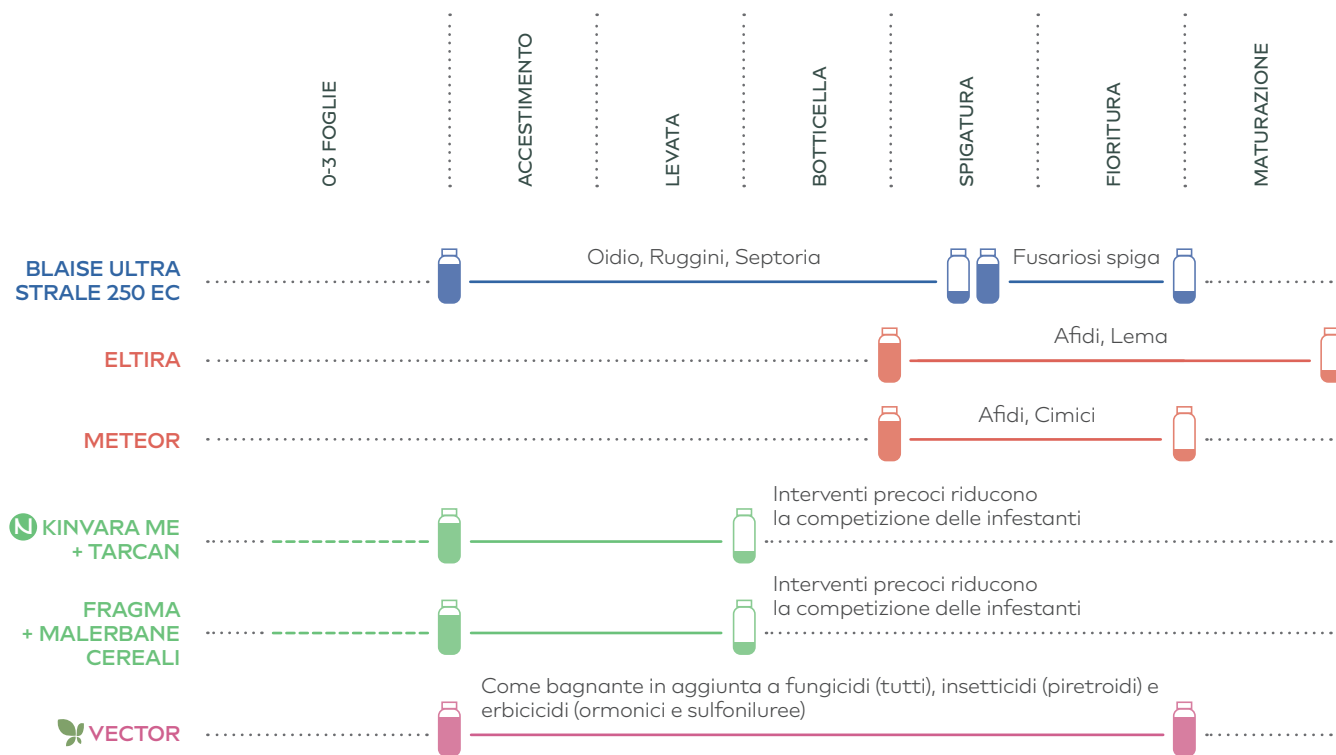 0-3 FOGLIE
ACCESTIMENTO
LEVATA
BOTTICELLA
SPIGATURA
FIORITURA
MATURAZIONE
BLAISE ULTRA
STRALE 250 EC
Oidio, Ruggini, Septoria
Fusariosi spiga
ELTIRA
Afidi, Lema
METEOR
Afidi, Cimici
N KINVARA ME
+ TARCAN
Interventi precoci riducono
la competizione delle infestanti
FRAGMA
+ MALERBANE
CEREALI
Interventi precoci riducono
la competizione delle infestanti
VECTOR
Come bagnante in aggiunta a fungicidi (tutti), insetticidi (piretroidi) e
erbicicidi (ormonici e sulfoniluree)